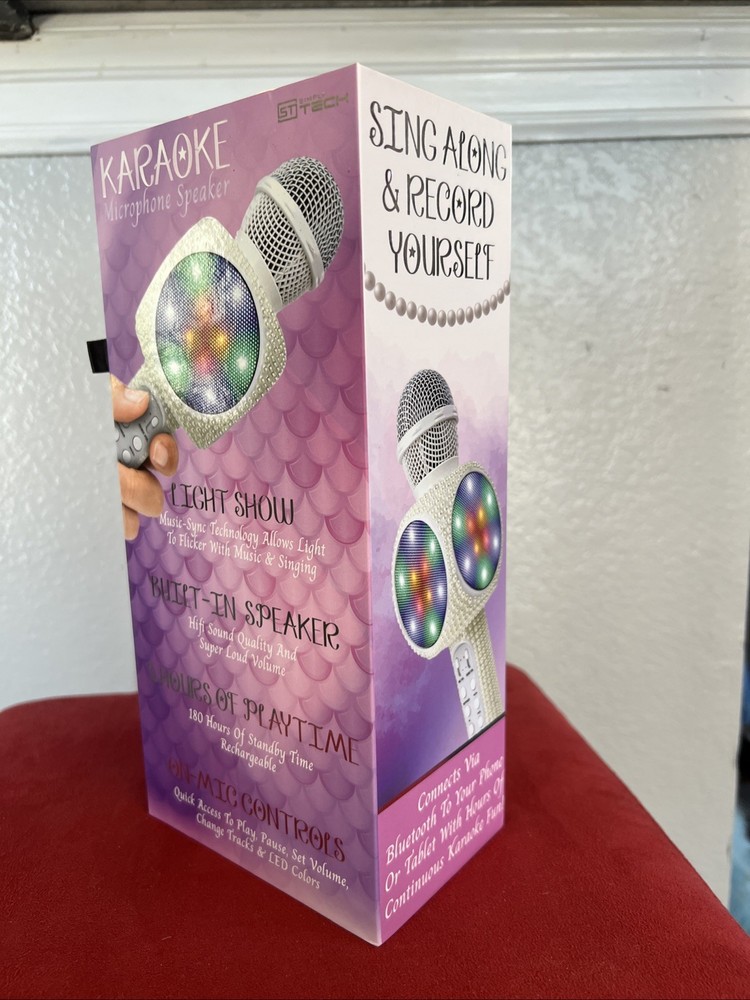 KARAOKE
Microphone Speaker
ST
TECH
LIGHT SHOW
Music-Sync Technology Allows Light
To Flicker With Music & Singing
BUILT-IN SPEAKER
Hifi Sound Quality And
Super Loud Volume
HOURS OF PLAYTIME
180 Hours Of Standby Time
Rechargeable
ON-MIC CONTROLS
Quick Access To Play, Pause, Set Volume,
Change Tracks & LED Colors
SING ALONG
& RECORD
YOURSELF
Connects Via
Bluetooth To Your Phone
Or Tablet With Hours Of
Continuous Karaoke Fun!